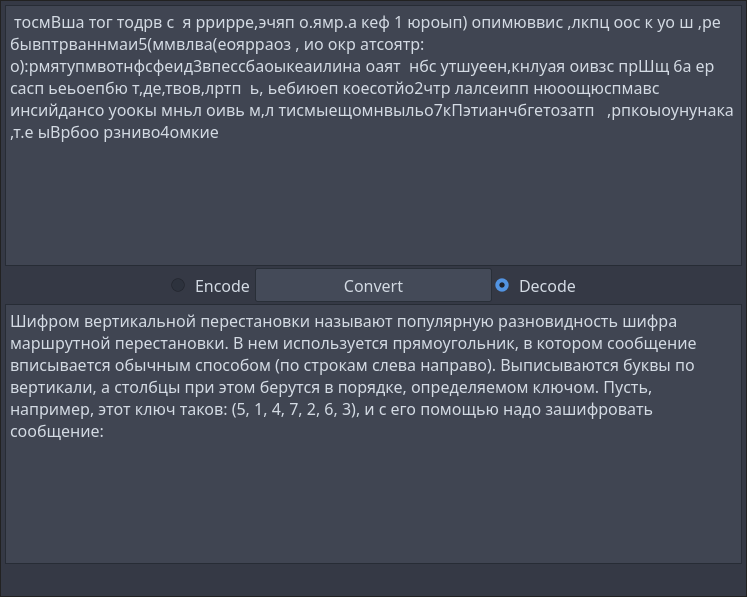 тосмВша тог тодрв с  я ррирре,эчяп о.ямр.а кеф 1 юроып) опимюввис ,лкпц оос к уо ш ,ре
бывптрваннмаи5(ммвлва(еоярраоз , ио окр атсоятр:
о):рмятупмвотнфсфеидЗвпессбаоыкеаилина оаят  нбс утшуеен,кнлуая оивзс прШщ ба ер
сасп ьеьоепбю т,де,твов,лртп  ь, ьебиюеп коесотйо2чтр лалсеипп нюоощюспмавс
инсийдансо уоокы мньл оивь м,л тисмыещомнвыльо7кПэтианчбгетозатп   ,рпкоыоунунака
,т.е ыВрбоо рзниво4омкие
Encode Convert Decode
Шифром вертикальной перестановки называют популярную разновидность шифра
маршрутной перестановки. В нем используется прямоугольник, в котором сообщение
вписывается обычным способом (по строкам слева направо). Выписываются буквы по
вертикали, а столбцы при этом берутся в порядке, определяемом ключом. Пусть,
например, этот ключ таков: (5, 1, 4, 7, 2, 6, 3), и с его помощью надо зашифровать
сообщение: